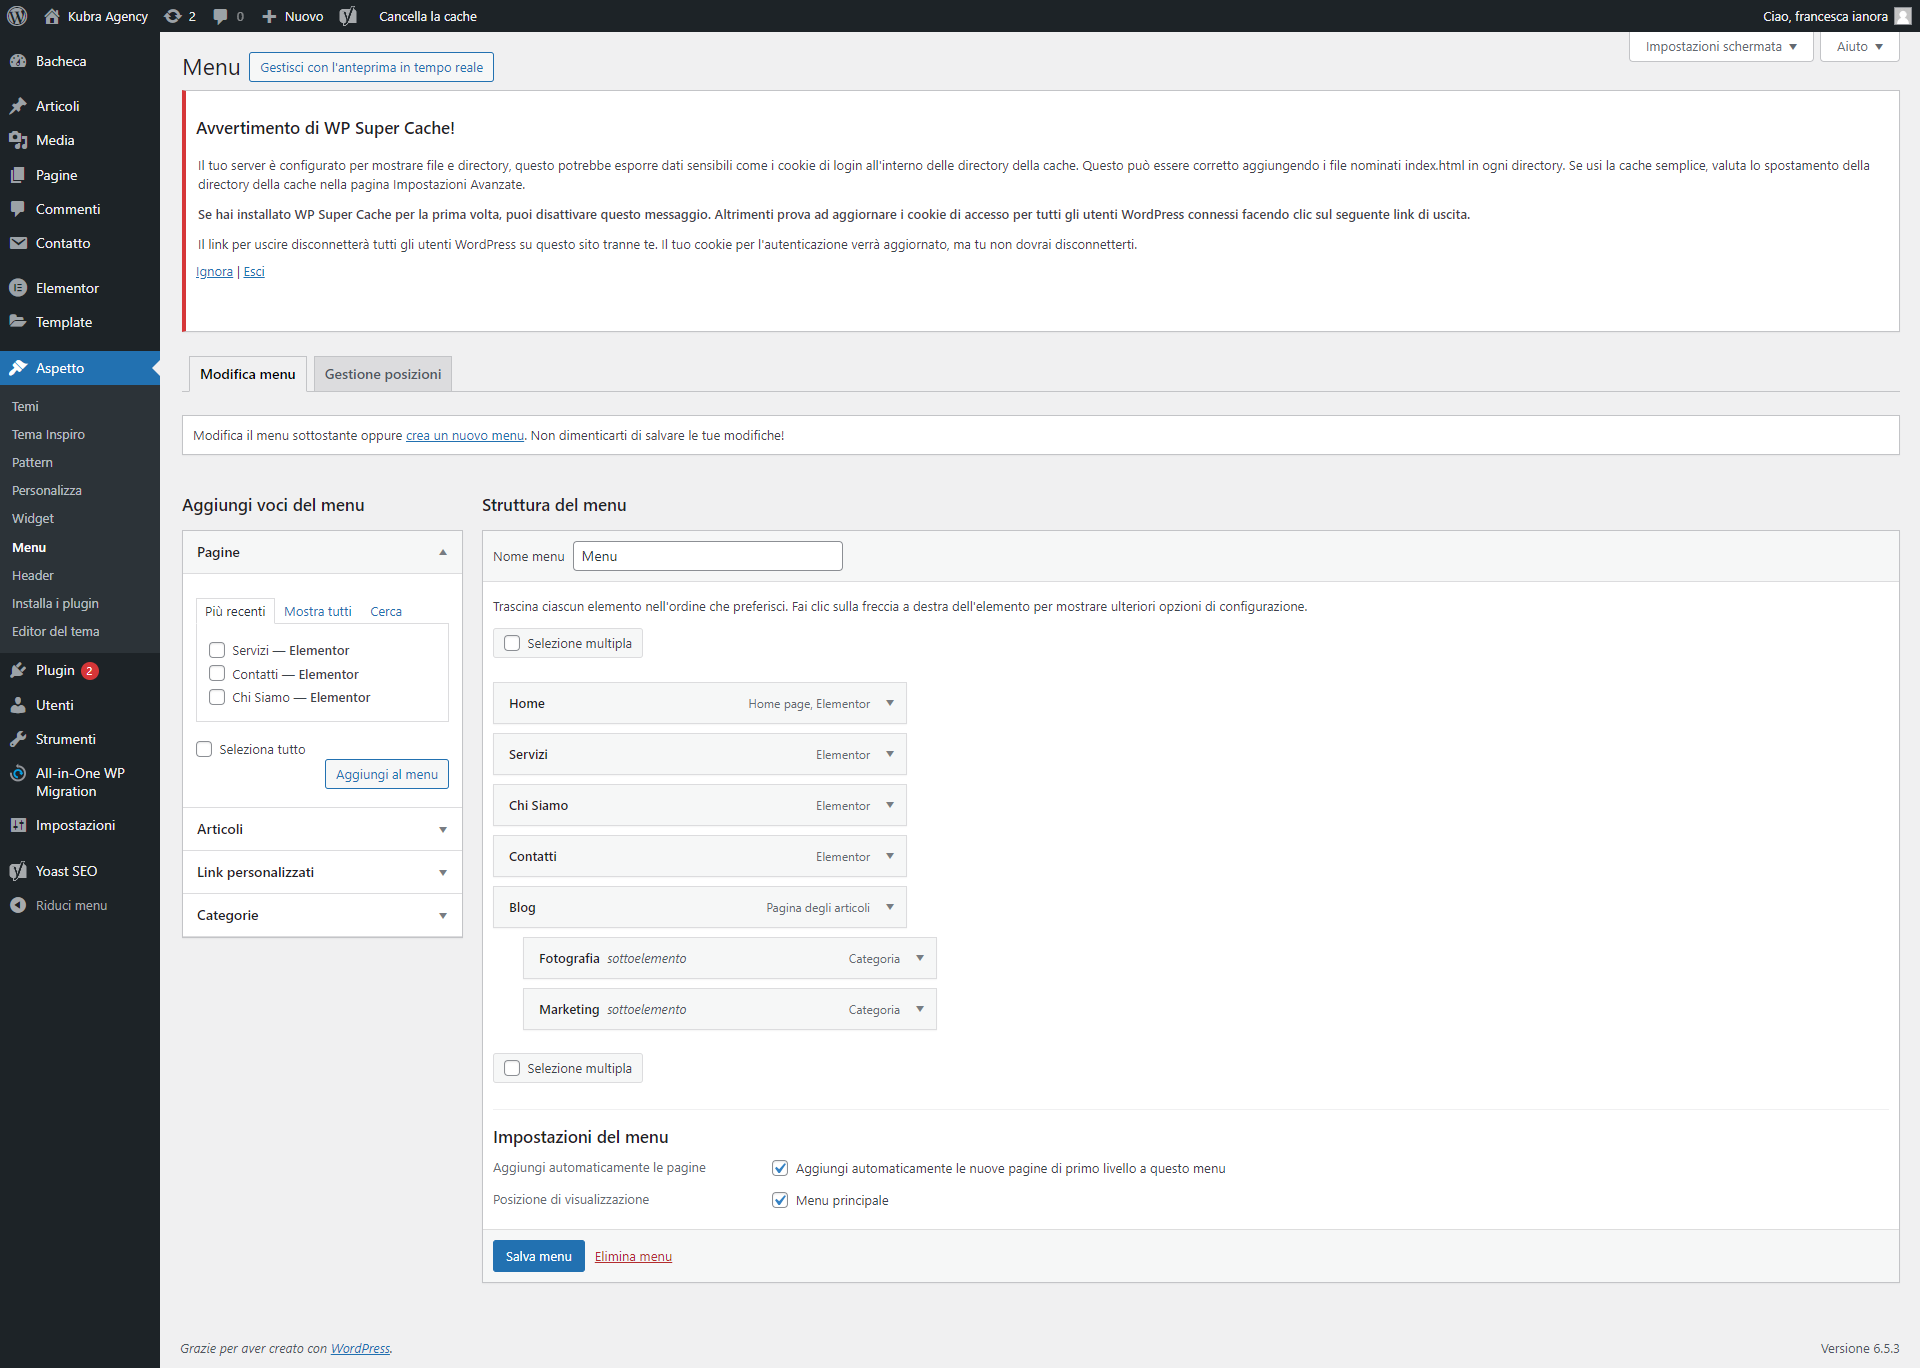 Kubra Agency 2 0 Nuovo Cancella la cache Ciao, francesca ianora
Bacheca
Articoli
Media
Pagine
Commenti
Contatto
Elementor
Template
Aspetto
Temi
Tema Inspiro
Pattern
Personalizza
Widget
Menu
Header
Installa i plugin
Editor del tema
Plugin 2
Utenti
Strumenti
All-in-One WP
Migration
Impostazioni
Yoast SEO
Riduci menu
Impostazioni schermata Aiuto
Menu Gestisci con l'anteprima in tempo reale
Avvertimento di WP Super Cache!
Il tuo server è configurato per mostrare file e directory, questo potrebbe esporre dati sensibili come i cookie di login all'interno delle directory della cache. Questo può essere corretto aggiungendo i file nominati index.html in ogni directory. Se usi la cache semplice, valuta lo spostamento della
directory della cache nella pagina Impostazioni Avanzate.
Se hai installato WP Super Cache per la prima volta, puoi disattivare questo messaggio. Altrimenti prova ad aggiornare i cookie di accesso per tutti gli utenti WordPress connessi facendo clic sul seguente link di uscita.
Il link per uscire disconnetterà tutti gli utenti WordPress su questo sito tranne te. Il tuo cookie per l'autenticazione verrà aggiornato, ma tu non dovrai disconnetterti.
Ignora | Esci
Modifica menu Gestione posizioni
Modifica il menu sottostante oppure crea un nuovo menu. Non dimenticarti di salvare le tue modifiche!
Aggiungi voci del menu
Pagine
Più recenti Mostra tutti Cerca
Servizi — Elementor
Contatti — Elementor
Chi Siamo — Elementor
Seleziona tutto
Aggiungi al menu
Articoli
Link personalizzati
Categorie
Struttura del menu
Nome menu Menu
Trascina ciascun elemento nell'ordine che preferisci. Fai clic sulla freccia a destra dell'elemento per mostrare ulteriori opzioni di configurazione.
Selezione multipla
Home Home page, Elementor
Servizi Elementor
Chi Siamo Elementor
Contatti Elementor
Blog Pagina degli articoli
Fotografia sottoelemento Categoria
Marketing sottoelemento Categoria
Selezione multipla
Impostazioni del menu
Aggiungi automaticamente le pagine Aggiungi automaticamente le nuove pagine di primo livello a questo menu
Posizione di visualizzazione Menu principale
Salva menu Elimina menu
Grazie per aver creato con WordPress. Versione 6.5.3